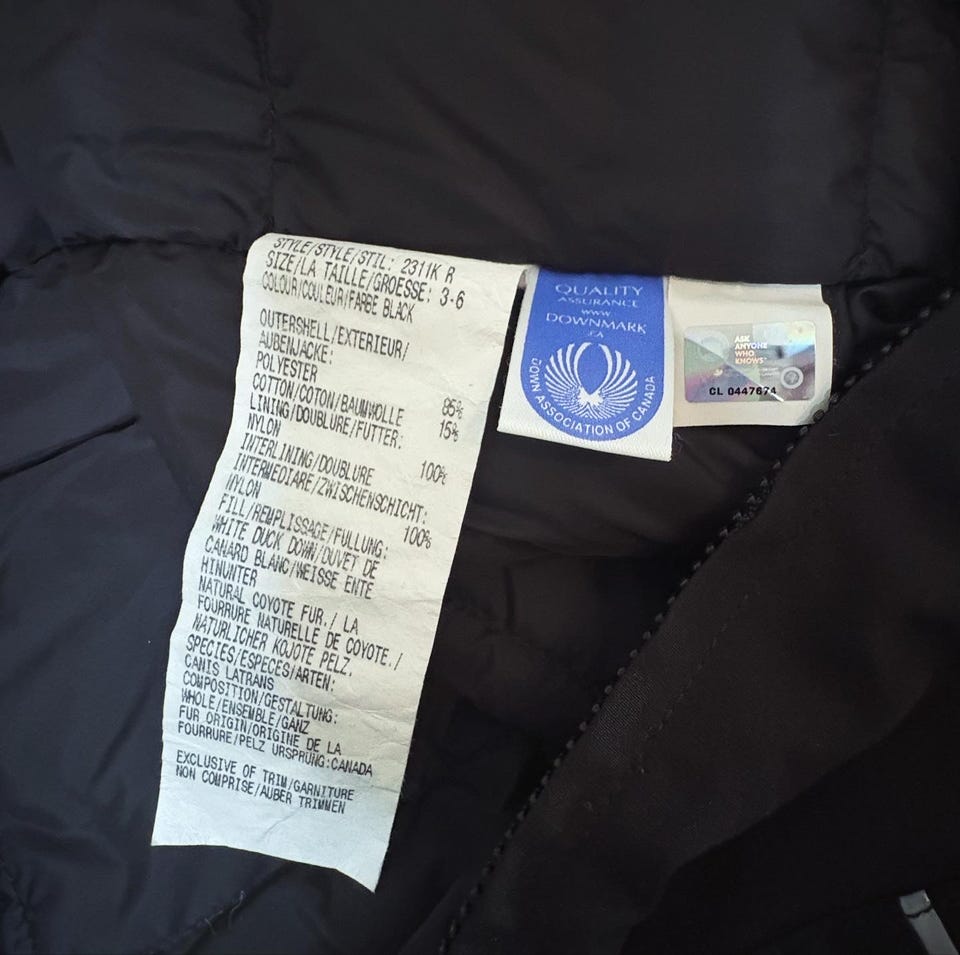 STYLE/STYLE/STIL: 2311K R
SIZE/LA TAILLE/GROESSE: 3-6
COLOUR/COULEUR/FARBE BLACK
OUTERSHELL/EXTERIEUR/
AUBENJACKE:
POLYESTER 85%
COTTON/COTON/BAUMWOLLE 15%
LINING/DOUBLURE/FUTTER:
NYLON 100%
INTERLINING/DOUBLURE
INTERMEDIARE/ZWISCHENSCHICHT:
NYLON 100%
FILL/REMPLISSAGE/FULLUNG:
WHITE DUCK DOWN/DUVET DE
CANARD BLANC/WEISSE ENTE
HINUNTER
NATURAL COYOTE FUR./ LA
FOURRURE NATURELLE DE COYOTE./
NATURLICHER KOJOTE PELZ.
SPECIES/ESPECES/ARTEN:
CANIS LATRANS
COMPOSITION/GESTALTUNG:
WHOLE/ENSEMBLE/GANZ
FUR ORIGIN/ORIGINE DE LA
FOURRURE/PELZ URSPRUNG:CANADA
EXCLUSIVE OF TRIM/GARNITURE
NON COMPRISE/AUBER TRIMMEN
QUALITY
ASSURANCE
www
DOWNMARK
.CA
DOWN ASSOCIATION OF CANADA
ASK
ANYONE
WHO
KNOWS
CL 0447674